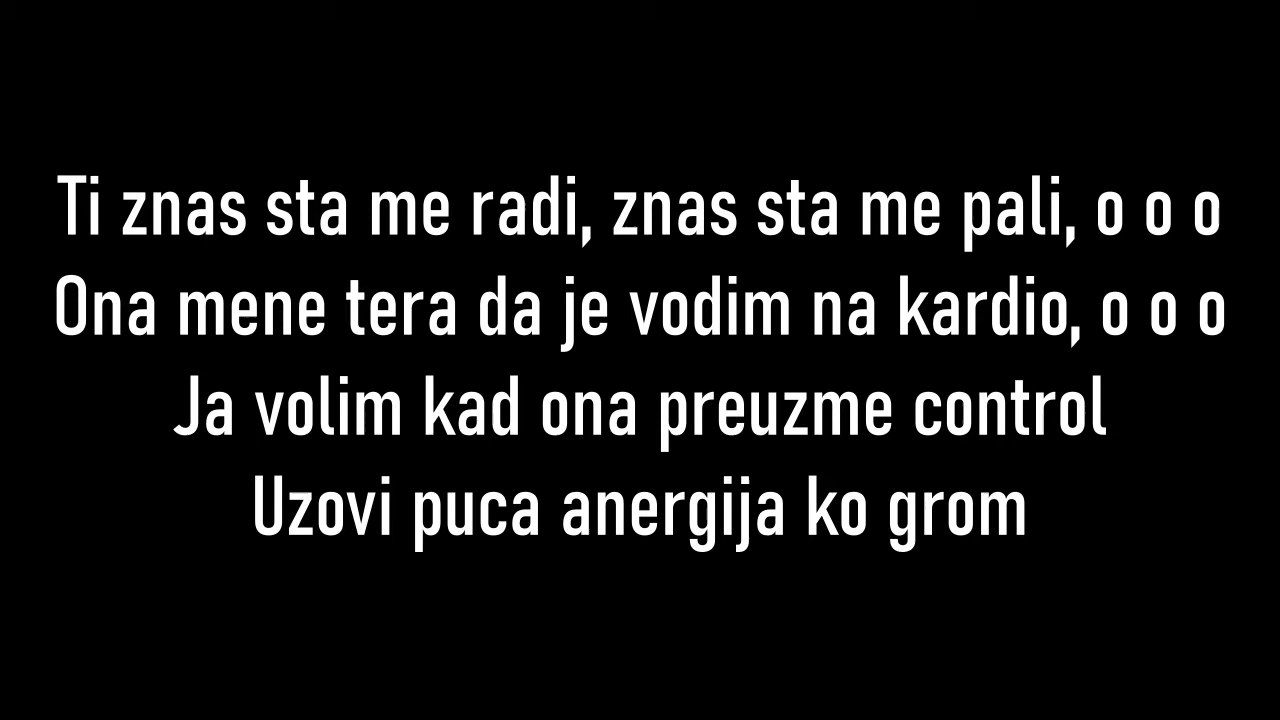 Ti znas sta me radi, znas sta me pali, o o o
Ona mene tera da je vodim na kardio, o o o
Ja volim kad ona preuzme control
Uzovi puca anergija ko grom